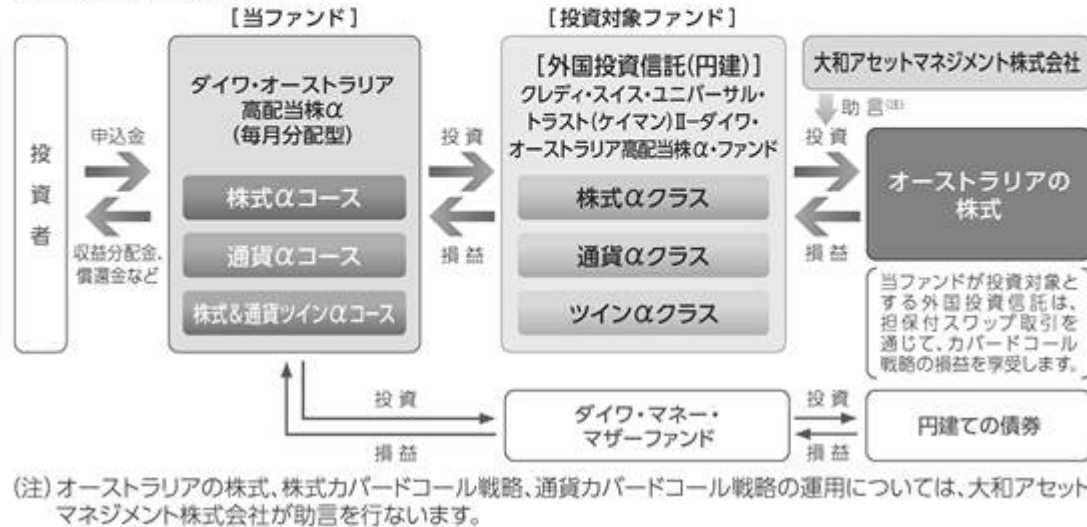 [当ファンド]
[投資対象ファンド]
投資者
申込金
収益分配金、
償還金など
ダイワ・オーストラリア
高配当株α
(毎月分配型)
株式αコース
通貨αコース
株式&通貨ツインαコース
投資
損益
[外国投資信託(円建)]
クレディ・スイス・ユニバーサル・
トラスト(ケイマン)Ⅱ−ダイワ・
オーストラリア高配当株α・ファンド
株式αクラス
通貨αクラス
ツインαクラス
大和アセットマネジメント株式会社
助言(注)
投資
損益
オーストラリアの
株式
当ファンドが投資対象と
する外国投資信託は、
担保付スワップ取引を
通じて、カバードコール
戦略の損益を享受します。
投資
損益
ダイワ・マネー・
マザーファンド
投資
損益
円建ての債券
(注)オーストラリアの株式、株式カバードコール戦略、通貨カバードコール戦略の運用については、大和アセット
マネジメント株式会社が助言を行ないます。